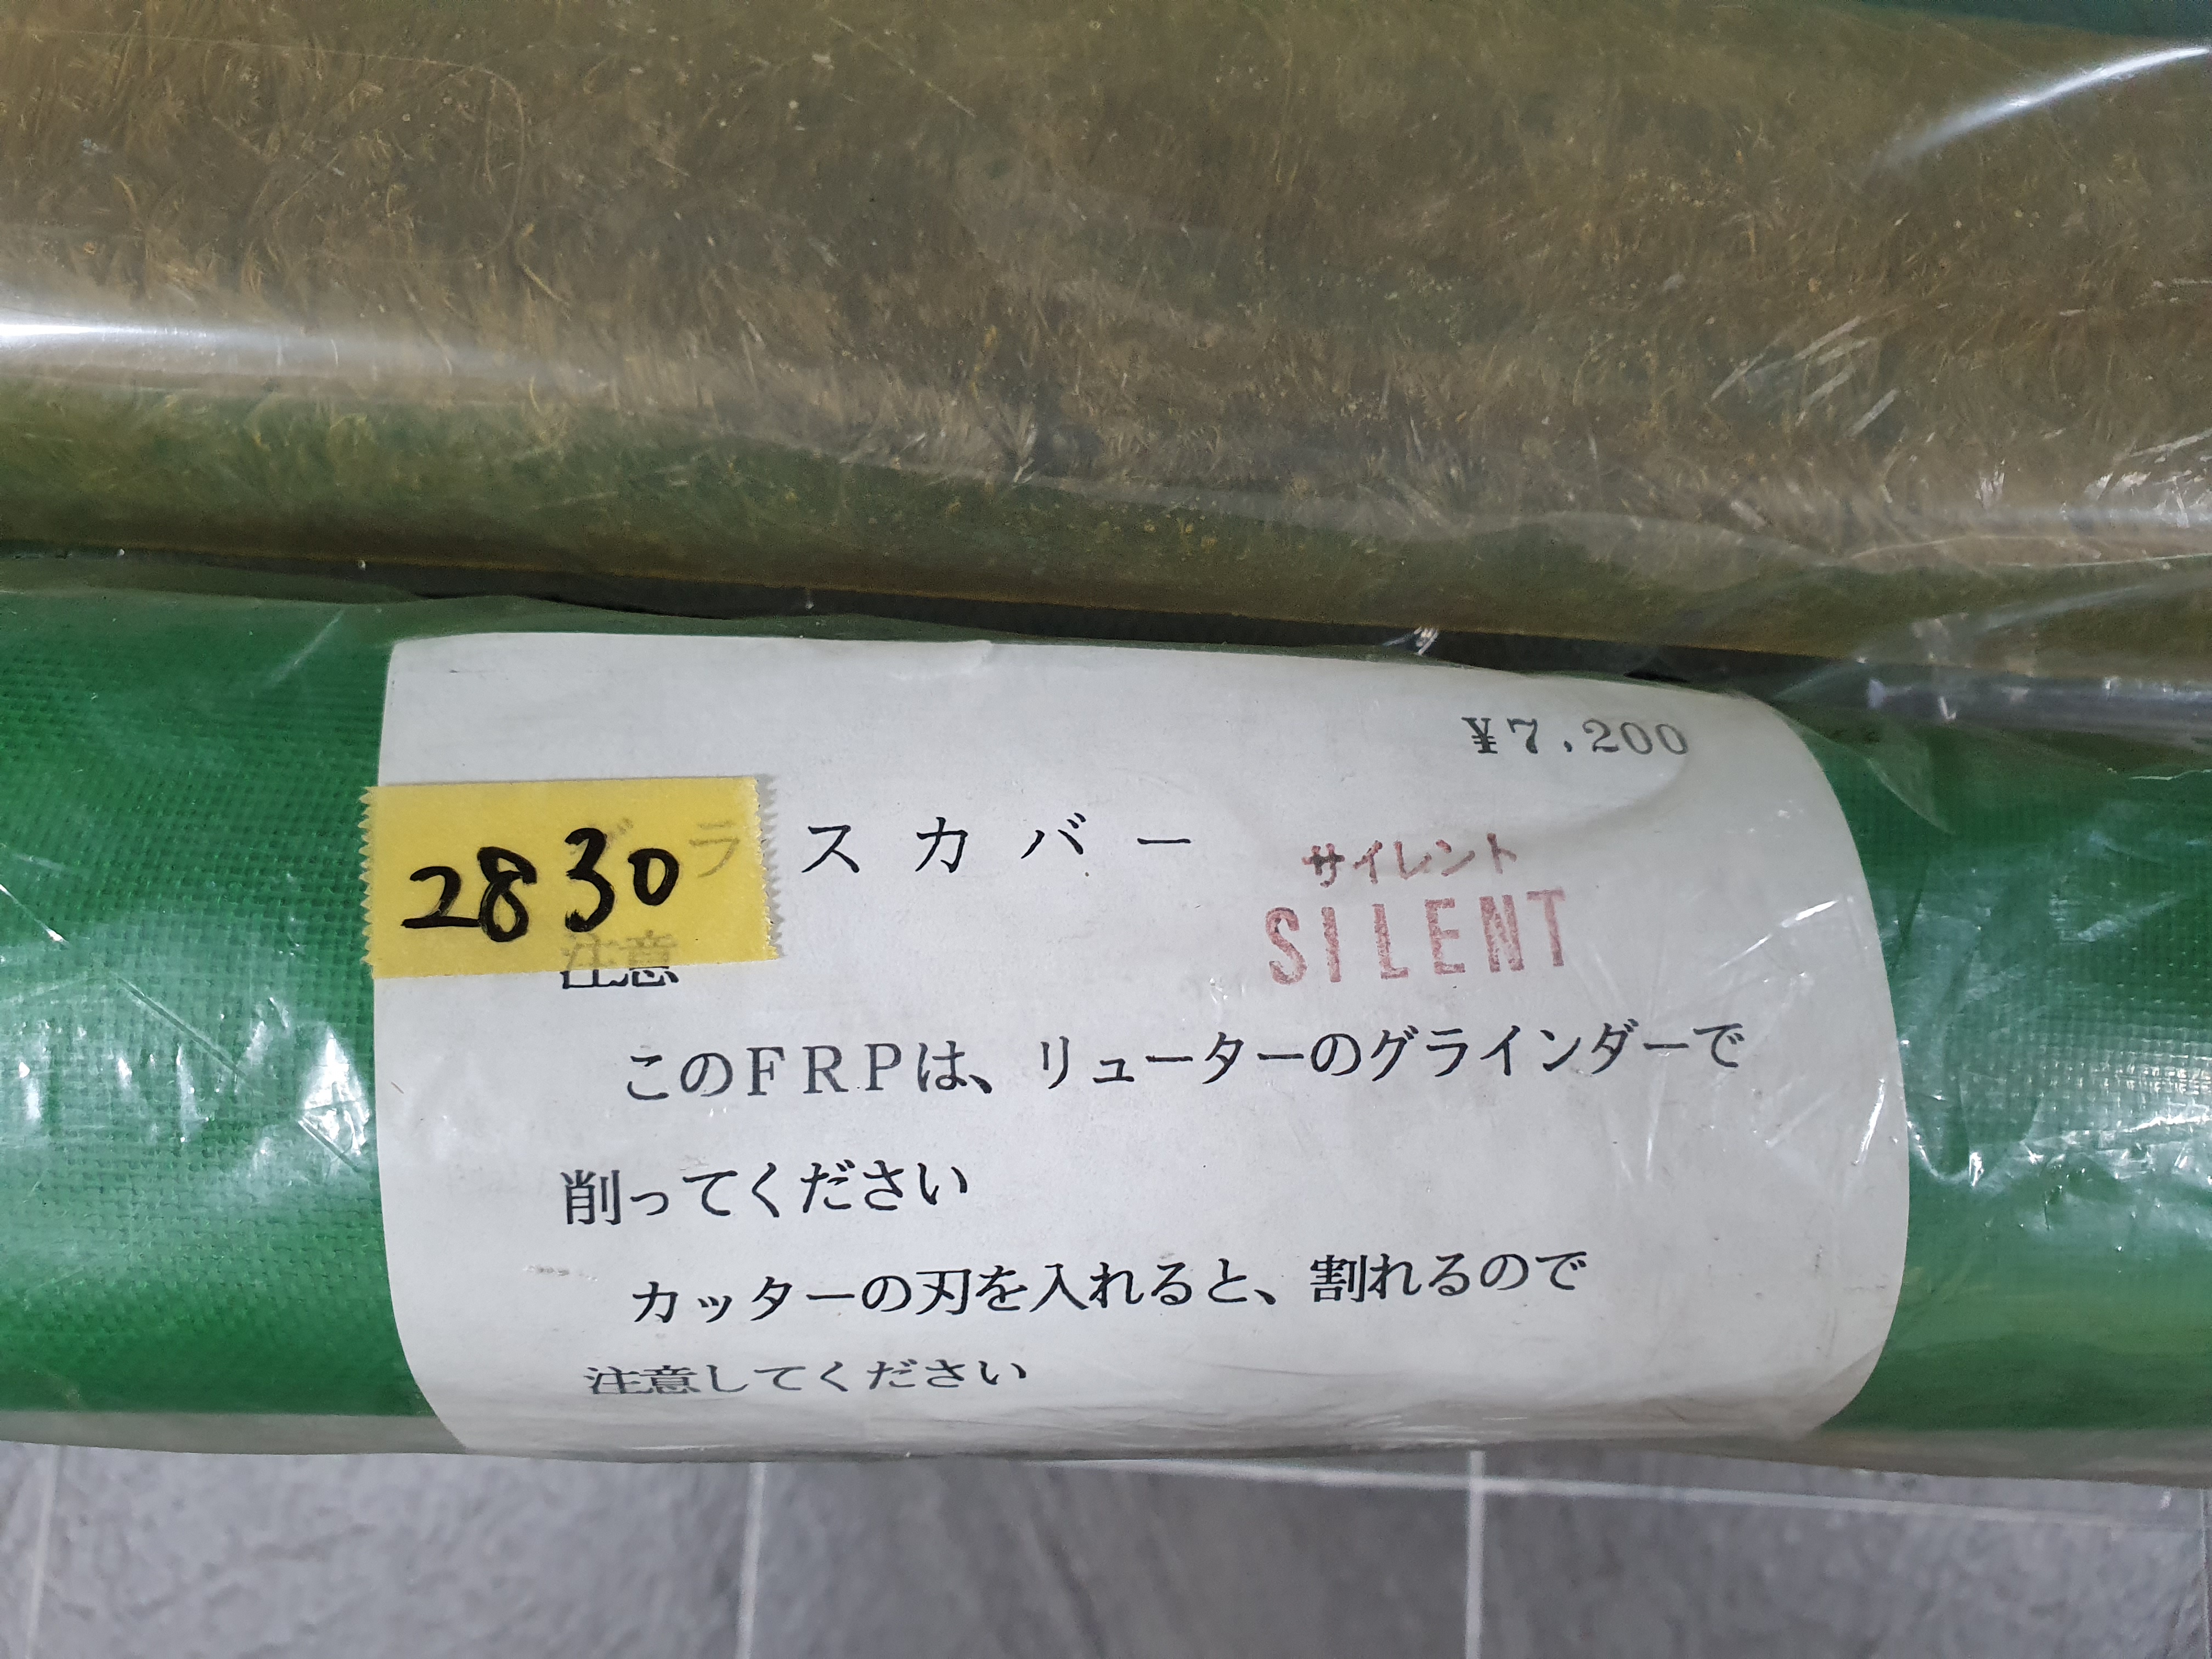 ¥7,200
グラスカバー
サイレント
SILENT
2830
注意
このFRPは、リューターのグラインダーで
削ってください
カッターの刃を入れると、割れるので
注意してください